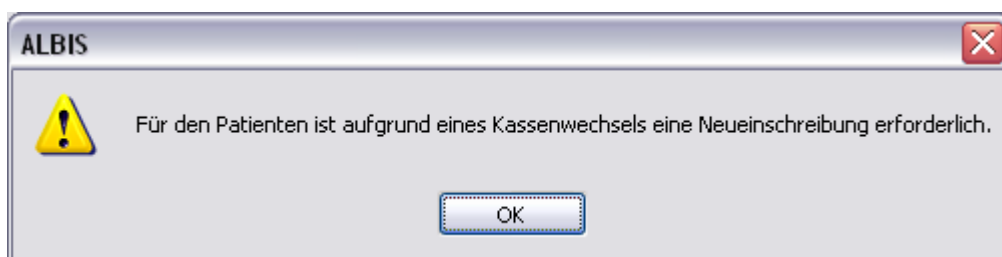 ALBIS
Für den Patienten ist aufgrund eines Kassenwechsels eine Neueinschreibung erforderlich.
OK